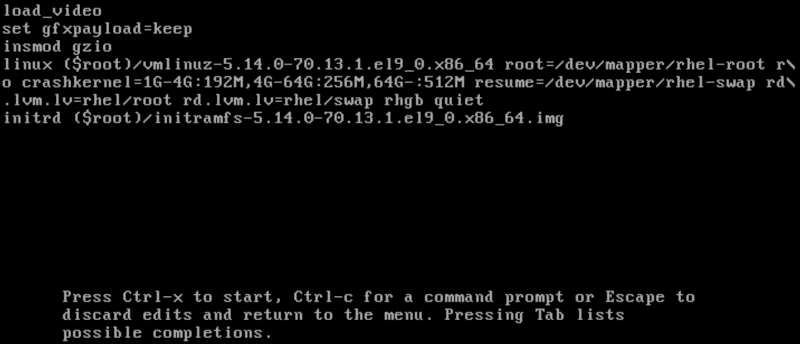 load_video
set gfxpayload=keep
insmod gzio
linux ($root)/vmlinuz-5.14.0-70.13.1.el9_0.x86_64 root=/dev/mapper/rhel-root r\
o crashkernel=1G-4G:192M,4G-64G:256M,64G-:512M resume=/dev/mapper/rhel-swap rd\
.lvm.lv=rhel/root rd.lvm.lv=rhel/swap rhgb quiet
initrd ($root)/initramfs-5.14.0-70.13.1.el9_0.x86_64.img
Press Ctrl-x to start, Ctrl-c for a command prompt or Escape to
discard edits and return to the menu. Pressing Tab lists
possible completions.